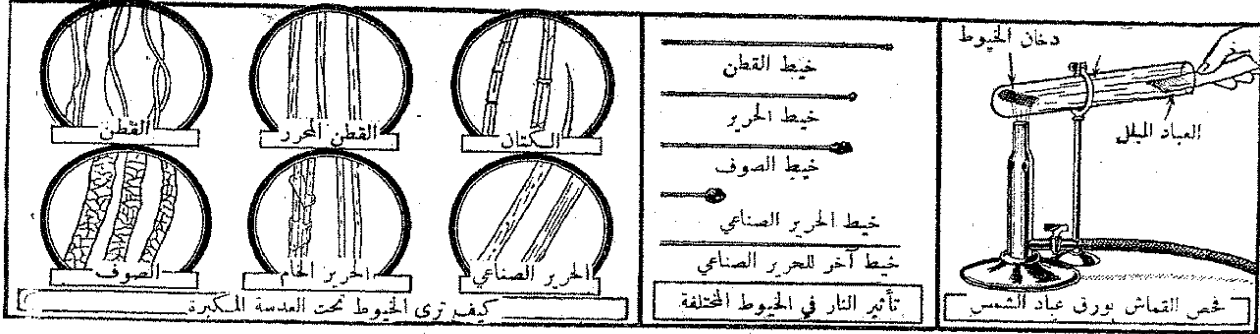 القطن
القطن المحرر
الكتان
الصوف
الحرير الخام
الحرير الصناعي
كيف ترى الخيوط تحت العدسة المكبرة
خيط القطن
خيط الحرير
خيط الصوف
خيط الحرير الصناعي
خيط آخر للحرير الصناعي
تأثير النار في الخيوط المختلفة
دخان الخيوط
العباد المبلل
فحص القماش بورق عباد الشمس